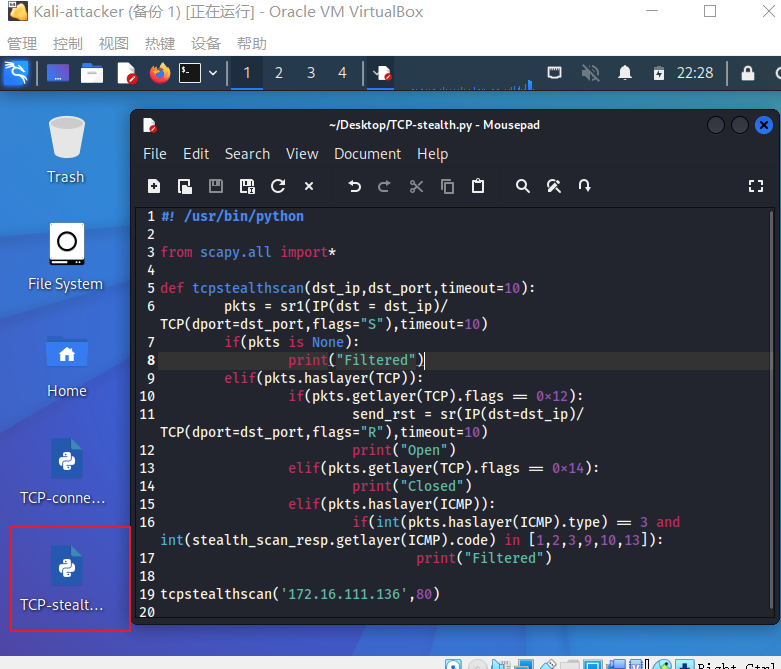 Kali-attacker (备份 1) [正在运行] - Oracle VM VirtualBox
管理 控制 视图 热键 设备 帮助
1 2 3 4 22:28
Trash
File System
Home
TCP-conne...
TCP-stealt...
~/Desktop/TCP-stealth.py - Mousepad
File Edit Search View Document Help
1 #! /usr/bin/python
2
3 from scapy.all import*
4
5 def tcpstealthscan(dst_ip,dst_port,timeout=10):
6 pkts = sr1(IP(dst = dst_ip)/
TCP(dport=dst_port,flags="S"),timeout=10)
7 if(pkts is None):
8 print("Filtered")
9 elif(pkts.haslayer(TCP)):
10 if(pkts.getlayer(TCP).flags == 0×12):
11 send_rst = sr(IP(dst=dst_ip)/
TCP(dport=dst_port,flags="R"),timeout=10)
12 print("Open")
13 elif(pkts.getlayer(TCP).flags == 0×14):
14 print("Closed")
15 elif(pkts.haslayer(ICMP)):
16 if(int(pkts.haslayer(ICMP).type) == 3 and
int(stealth_scan_resp.getlayer(ICMP).code) in [1,2,3,9,10,13]):
17 print("Filtered")
18
19 tcpstealthscan('172.16.111.136',80)
20
Right Ctrl